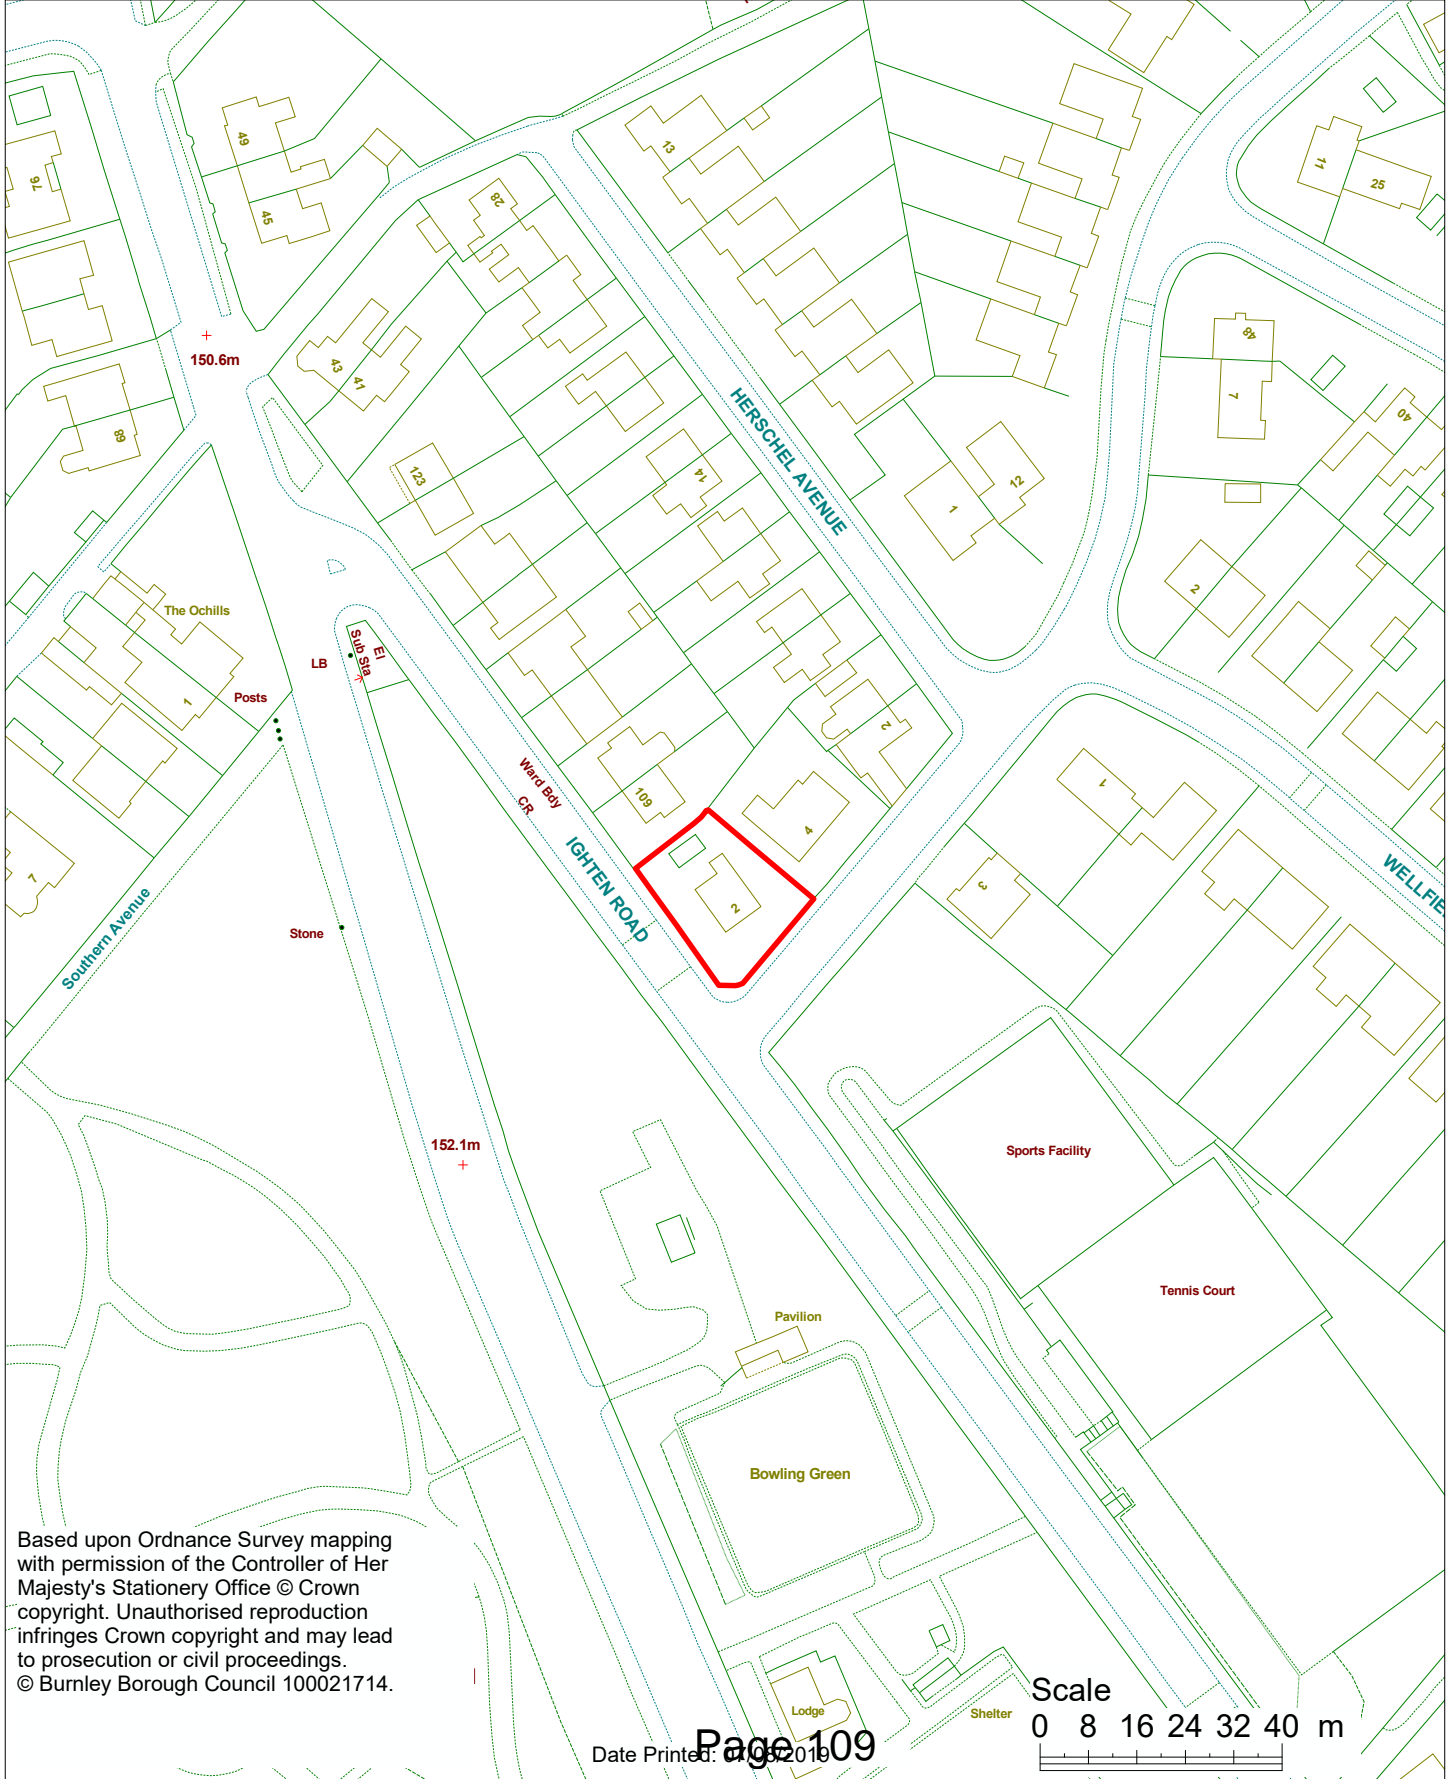 49
13
11
25
76
28
45
150.6m
48
43
41
7
40
68
HERSCHEL AVENUE
123
14
12
1
The Ochills
2
El
Sub Sta
LB
1
Posts
2
Ward Bdy
CR
109
1
IGHTEN ROAD
4
WELLFIE
7
3
2
Southern Avenue
Stone
152.1m
Sports Facility
Tennis Court
Pavilion
Bowling Green
Based upon Ordnance Survey mapping
with permission of the Controller of Her
Majesty's Stationery Office © Crown
copyright. Unauthorised reproduction
infringes Crown copyright and may lead
to prosecution or civil proceedings.
© Burnley Borough Council 100021714.
Lodge
Shelter
Scale
0 8 16 24 32 40 m
Page 109
Date Printed: 07/08/2019